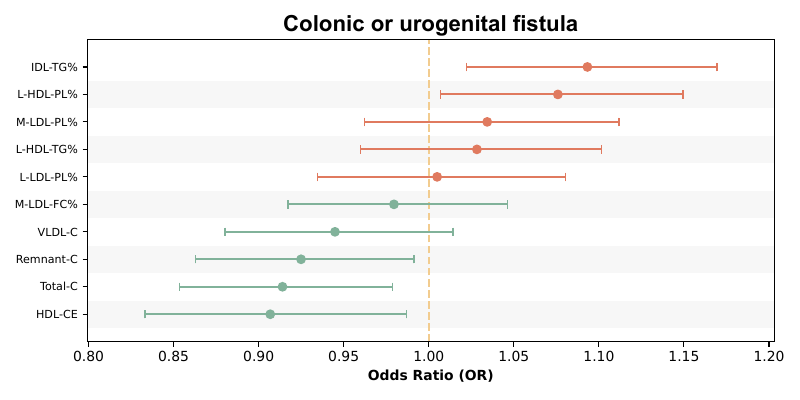 Colonic or urogenital fistula
IDL-TG%
L-HDL-PL%
M-LDL-PL%
L-HDL-TG%
L-LDL-PL%
M-LDL-FC%
VLDL-C
Remnant-C
Total-C
HDL-CE
0.80 0.85 0.90 0.95 1.00 1.05 1.10 1.15 1.20
Odds Ratio (OR)